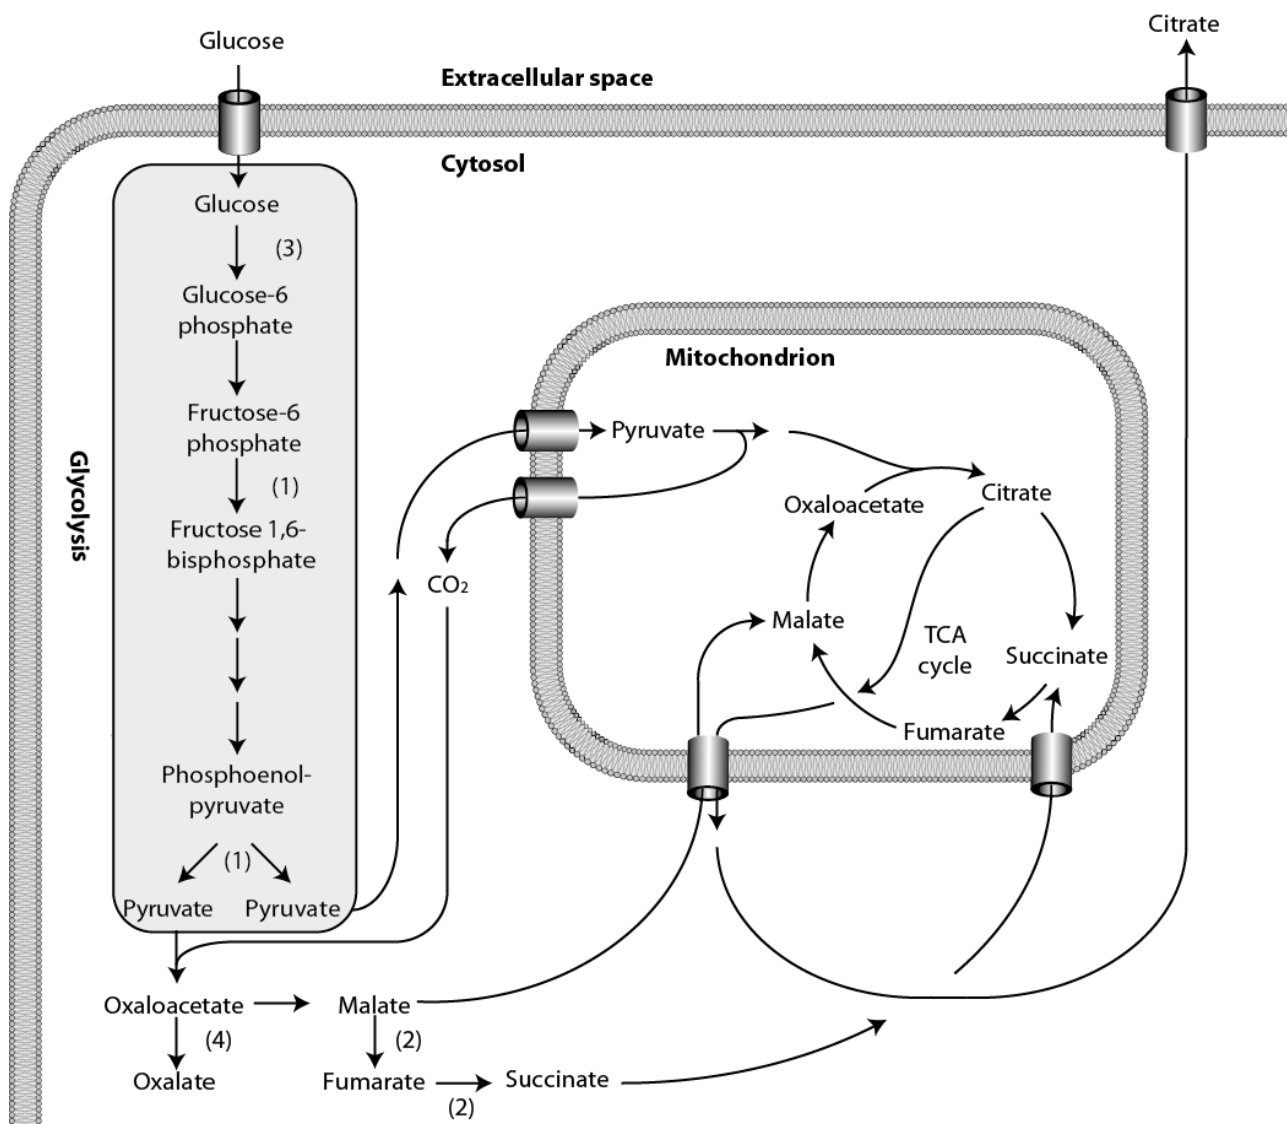 Glucose
Citrate
Extracellular space
Cytosol
Glucose
(3)
Glucose-6
phosphate
Fructose-6
phosphate
(1)
Fructose 1,6-
bisphosphate
Phosphoenol-
pyruvate
(1)
Pyruvate
Pyruvate
Glycolysis
Oxaloacetate
(4)
Oxalate
Malate
(2)
Fumarate
(2)
Succinate
CO₂
Mitochondrion
Pyruvate
Oxaloacetate
Citrate
Malate
TCA
cycle
Succinate
Fumarate